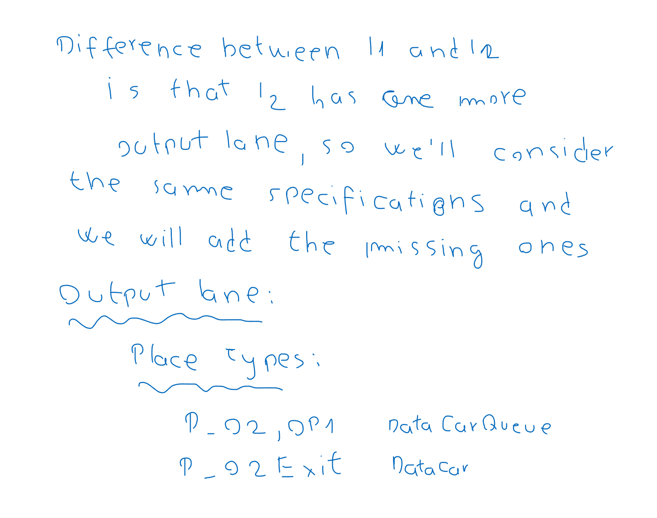 Difference between I1 and I2
is that I2 has one more
output lane, so we'll consider
the same specifications and
we will add the missing ones
Output lane:
Place Types:
P_O2,OP1 DataCarQueue
P_O2Exit DataCar